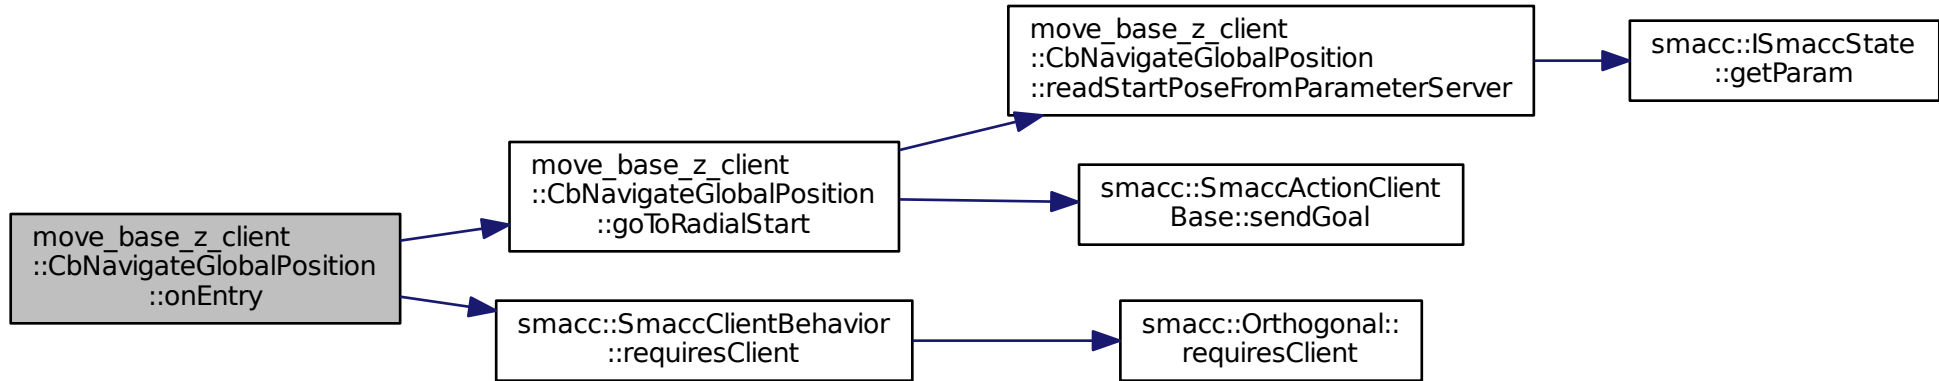 move_base_z_client
::CbNavigateGlobalPosition
::onEntry
move_base_z_client
::CbNavigateGlobalPosition
::goToRadialStart
move_base_z_client
::CbNavigateGlobalPosition
::readStartPoseFromParameterServer
smacc::ISmaccState
::getParam
smacc::SmaccActionClient
Base::sendGoal
smacc::SmaccClientBehavior
::requiresClient
smacc::Orthogonal::
requiresClient